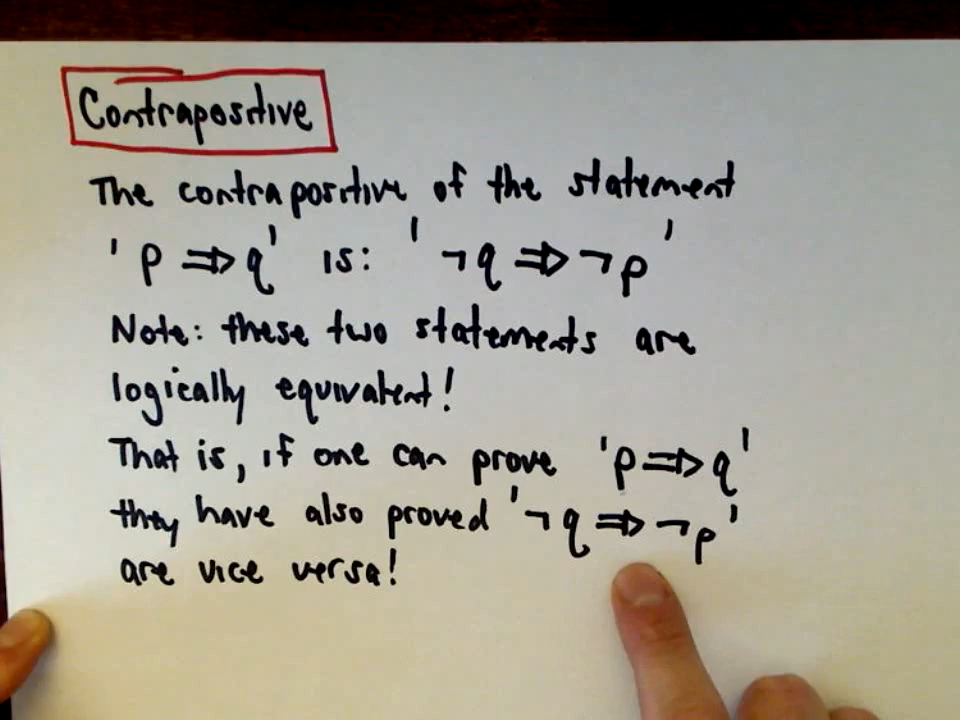 Contrapositive
The contrapositive of the statement
'p ⇒ q' is: '¬q ⇒ ¬p'
Note: these two statements are
logically equivalent!
That is, if one can prove 'p ⇒ q'
they have also proved '¬q ⇒ ¬p'
are vice versa!